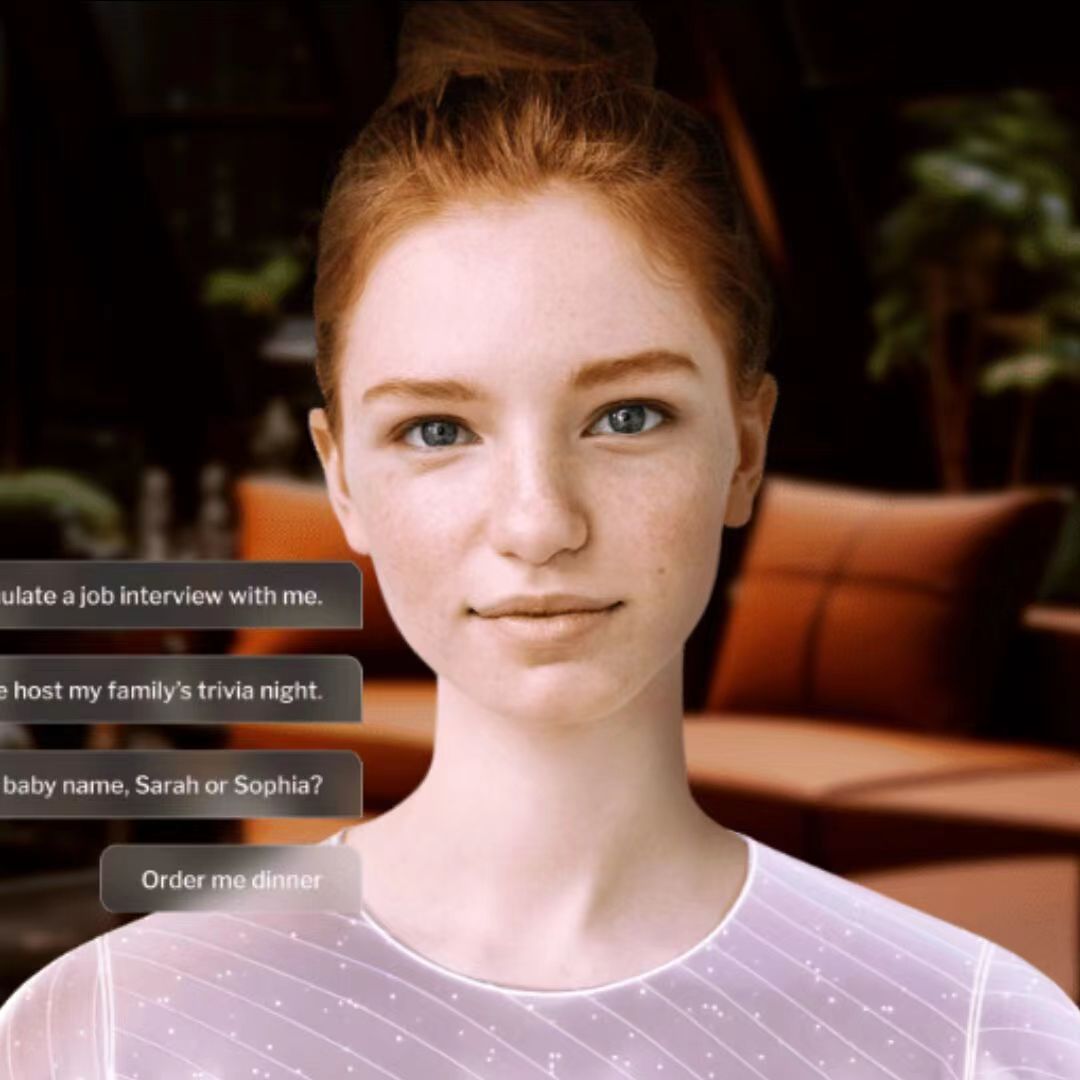 ulate a job interview with me.
e host my family’s trivia night.
baby name, Sarah or Sophia?
Order me dinner